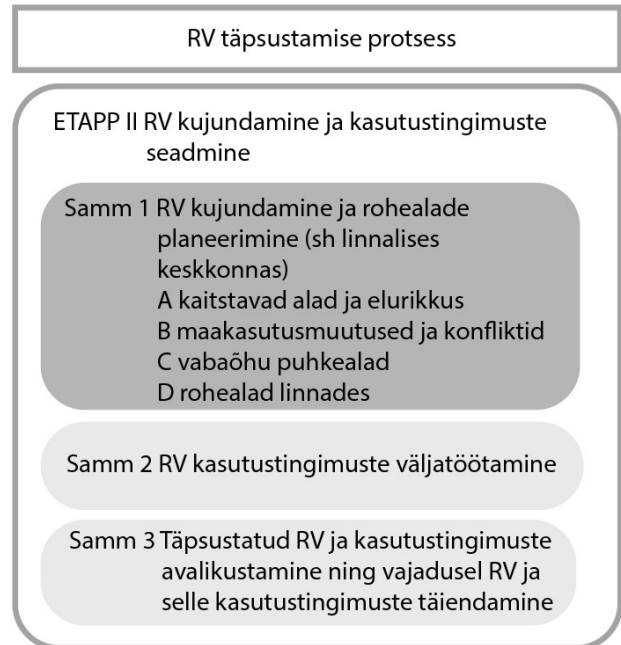 RV täpsustamise protsess
ETAPP II RV kujundamine ja kasutustingimuste
seadmine
Samm 1 RV kujundamine ja rohealade
planeerimine (sh linnalises
keskkonnas)
A kaitstavad alad ja elurikkus
B maakasutusmuutused ja konfliktid
C vabaõhu puhkealad
D rohealad linnades
Samm 2 RV kasutustingimuste väljatöötamine
Samm 3 Täpsustatud RV ja kasutustingimuste
avalikustamine ning vajadusel RV ja
selle kasutustingimuste täiendamine